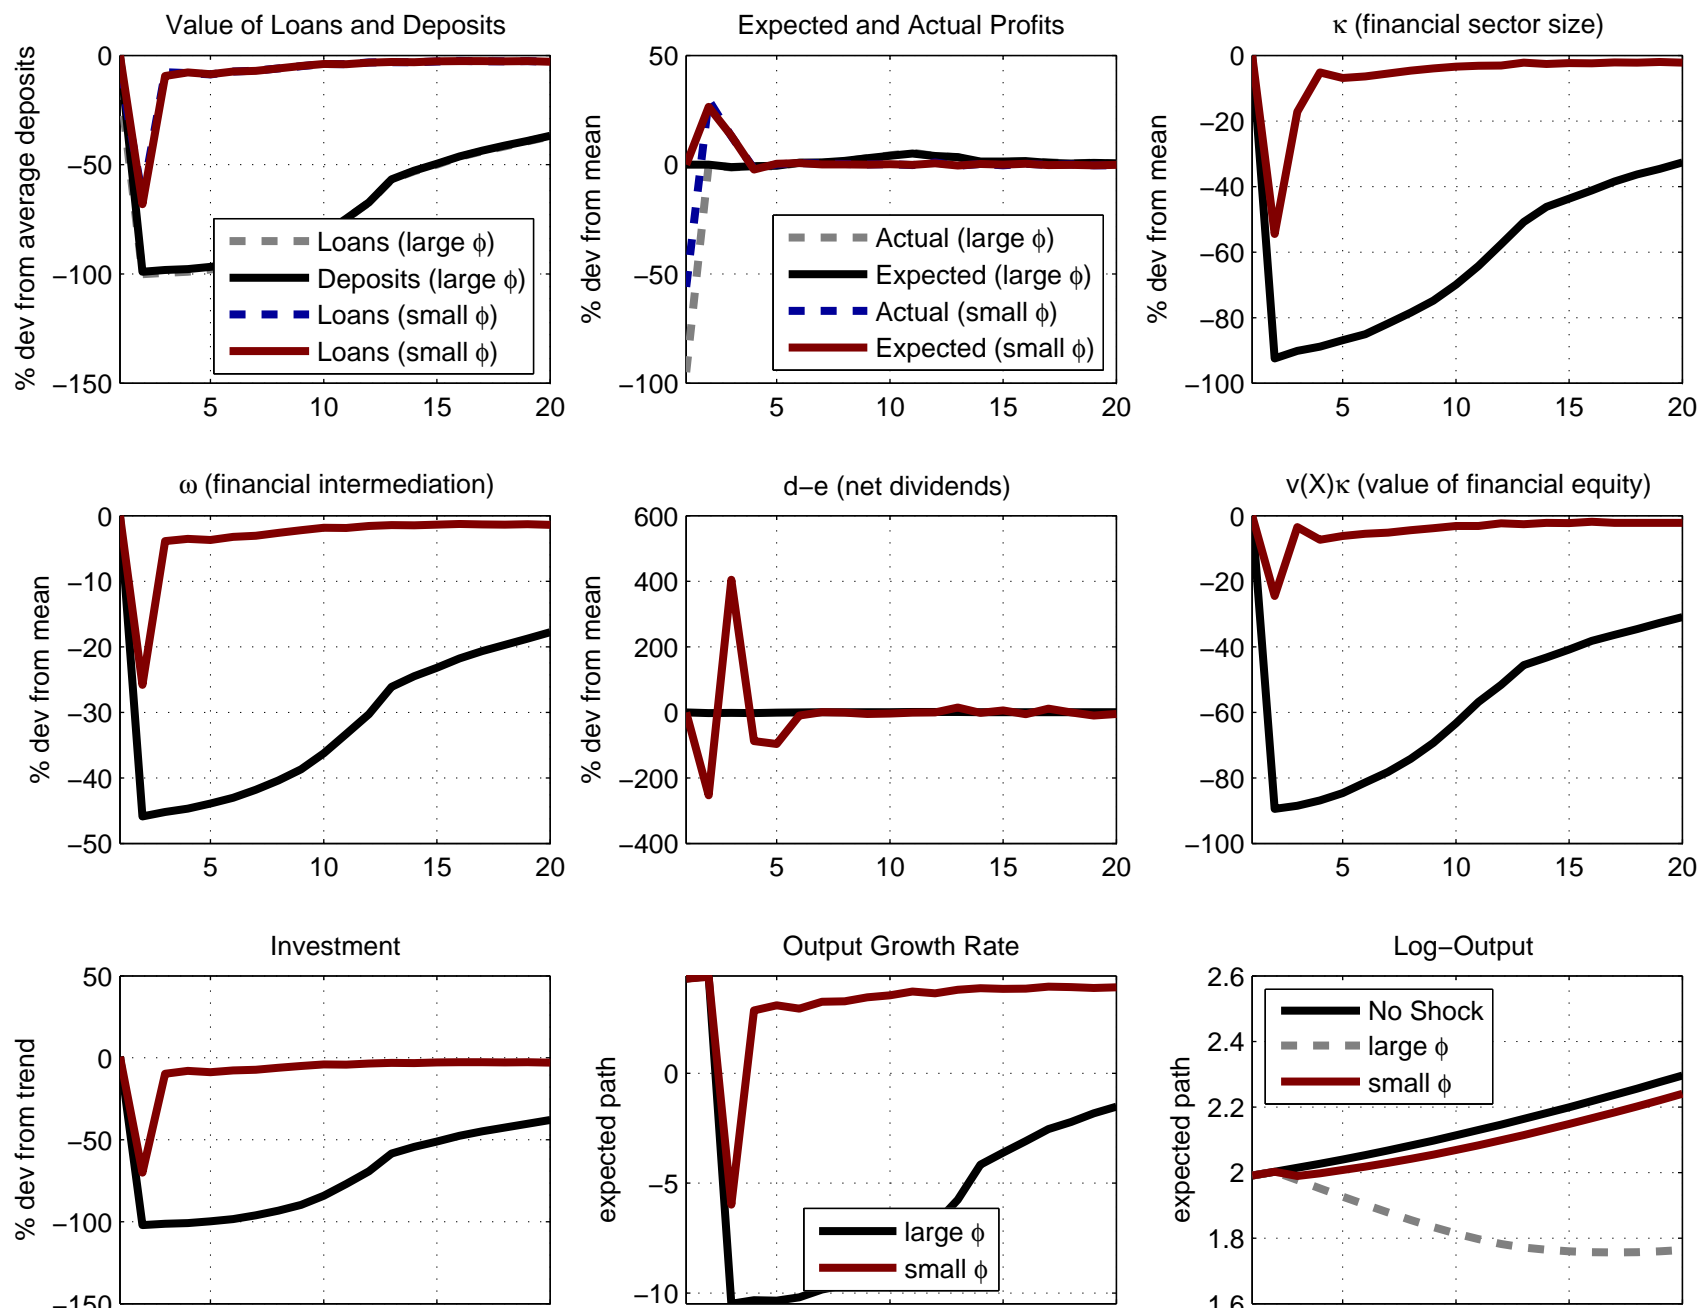 Value of Loans and Deposits
% dev from average deposits
0
−50
−100
−150
5
10
15
20
Loans (large ϕ)
Deposits (large ϕ)
Loans (small ϕ)
Loans (small ϕ)
Expected and Actual Profits
% dev from mean
50
0
−50
−100
5
10
15
20
Actual (large ϕ)
Expected (large ϕ)
Actual (small ϕ)
Expected (small ϕ)
κ (financial sector size)
% dev from mean
0
−20
−40
−60
−80
−100
5
10
15
20
ω (financial intermediation)
% dev from mean
0
−10
−20
−30
−40
−50
5
10
15
20
d−e (net dividends)
% dev from mean
600
400
200
0
−200
−400
5
10
15
20
v(X)κ (value of financial equity)
% dev from mean
0
−20
−40
−60
−80
−100
5
10
15
20
Investment
% dev from trend
50
0
−50
−100
−150
Output Growth Rate
expected path
0
−5
−10
large ϕ
small ϕ
Log−Output
expected path
2.6
2.4
2.2
2
1.8
1.6
No Shock
large ϕ
small ϕ